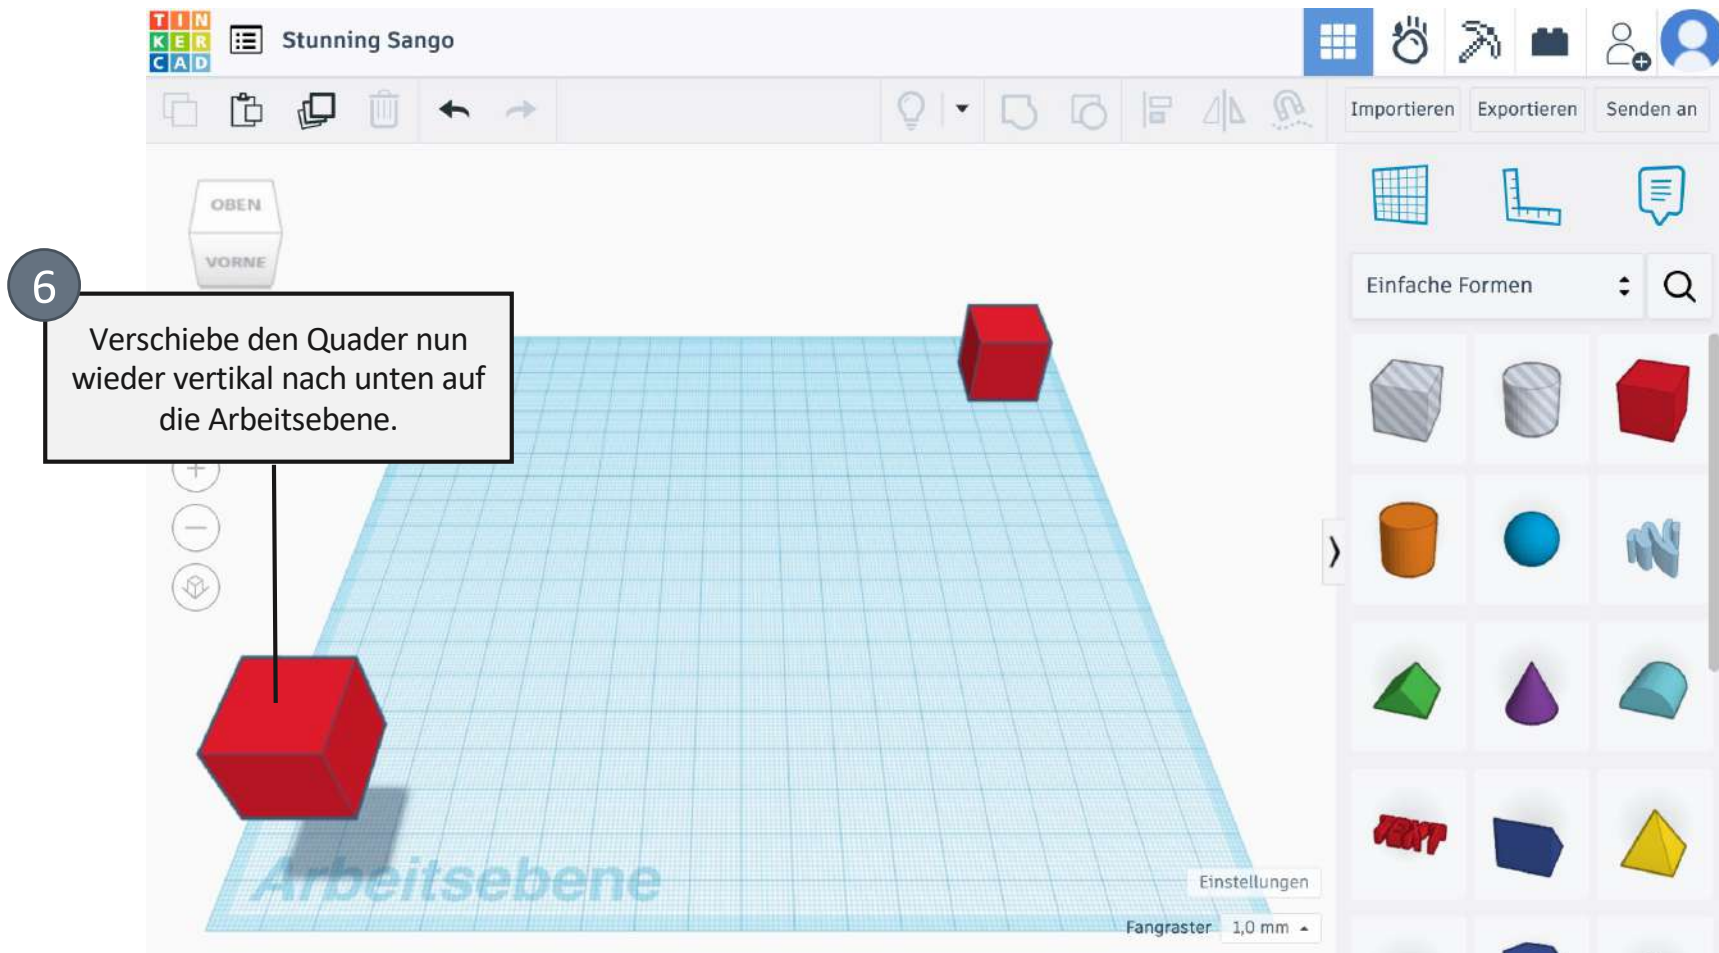 TIN
KER
CAD
Stunning Sango
Importieren
Exportieren
Senden an
OBEN
VORNE
6
Verschiebe den Quader nun
wieder vertikal nach unten auf
die Arbeitsebene.
Einfache Formen
TEXT
Arbeitsebene
Einstellungen
Fangraster 1,0 mm